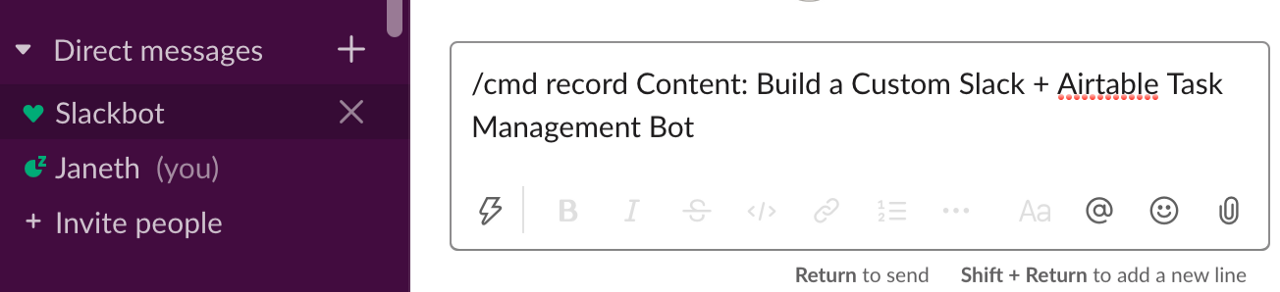 Direct messages
Slackbot
Janeth (you)
+ Invite people
/cmd record Content: Build a Custom Slack + Airtable Task
Management Bot
B I S </> Aa @
Return to send Shift + Return to add a new line